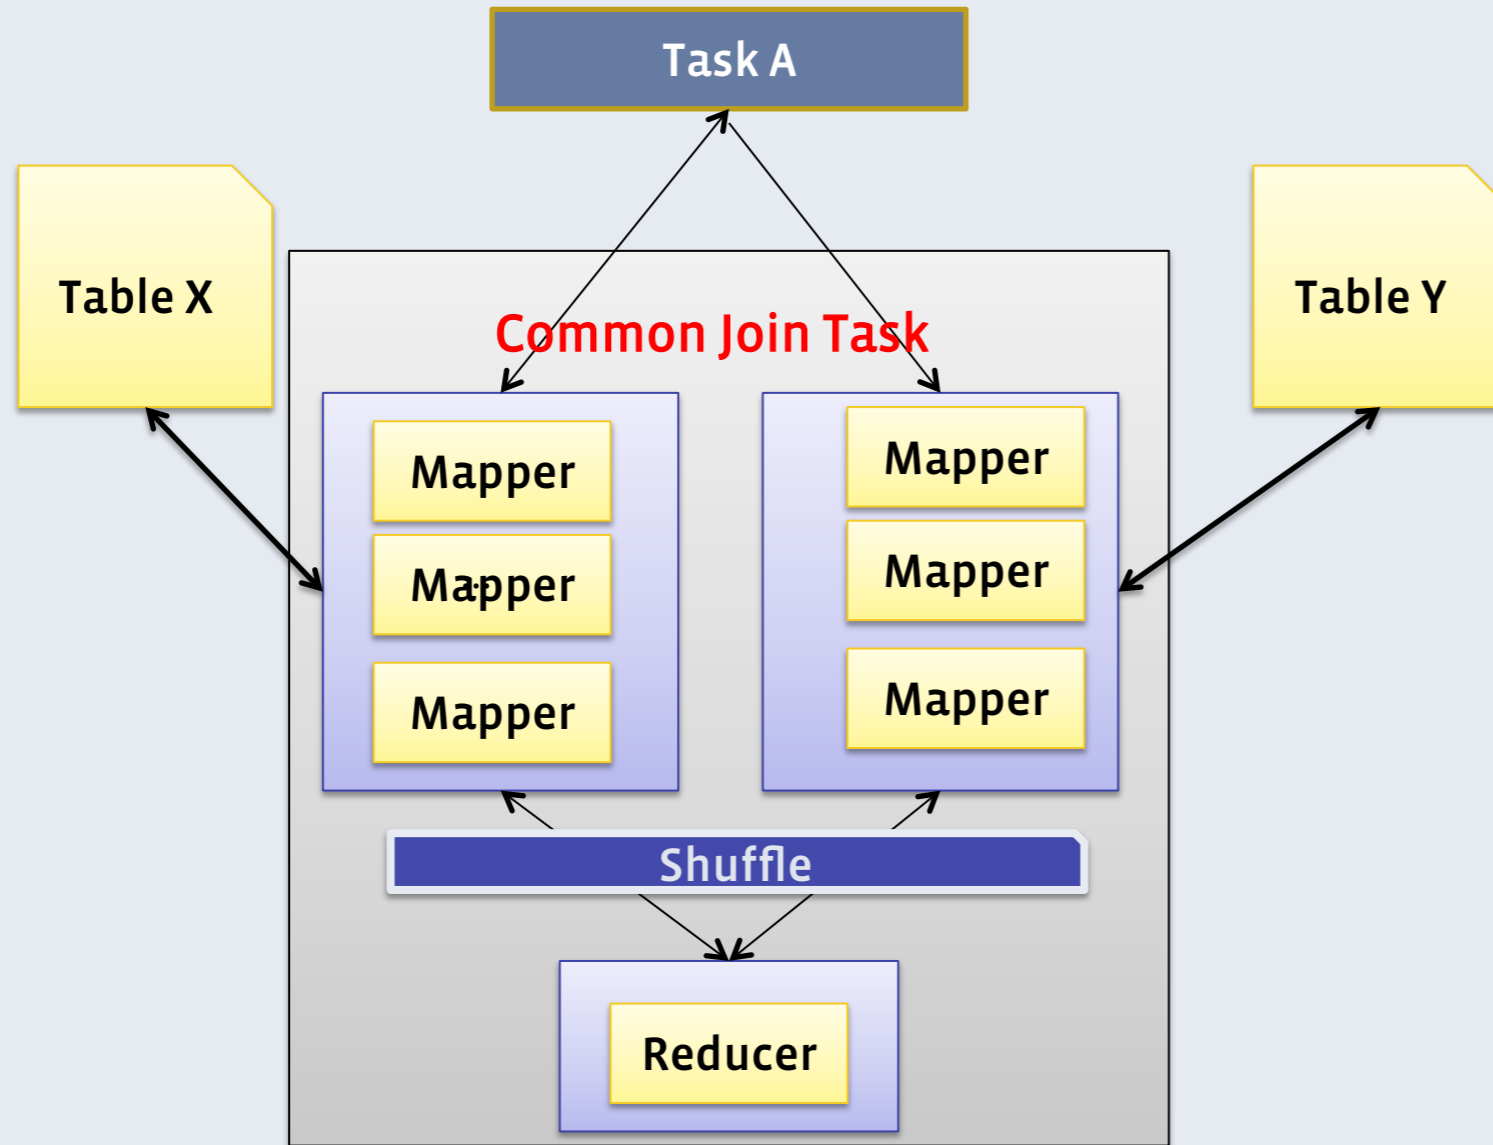 Task A
Table X
Table Y
Common Join Task
Mapper
Mapper
...
Mapper
Mapper
Mapper
Mapper
Shuffle
Reducer